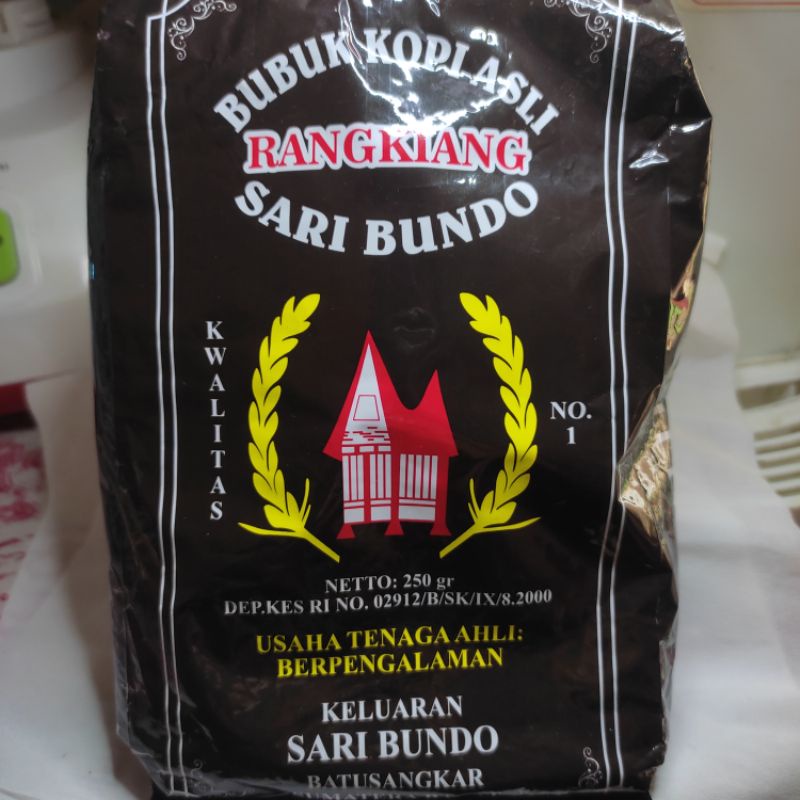 BUBUK KOPI ASLI
RANGKIANG
SARI BUNDO
KWALITAS
NO.
1
NETTO: 250 gr
DEP.KES RI NO. 02912/B/SK/IX/8.2000
USAHA TENAGA AHLI:
BERPENGALAMAN
KELUARAN
SARI BUNDO
BATUSANGKAR